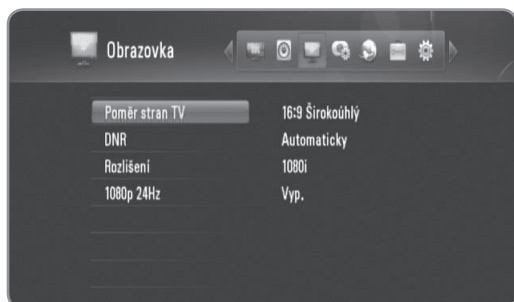 Obrazovka
Poměr stran TV 16:9 Širokoúhlý
DNR Automaticky
Rozlišení 1080i
1080p 24Hz Vyp.